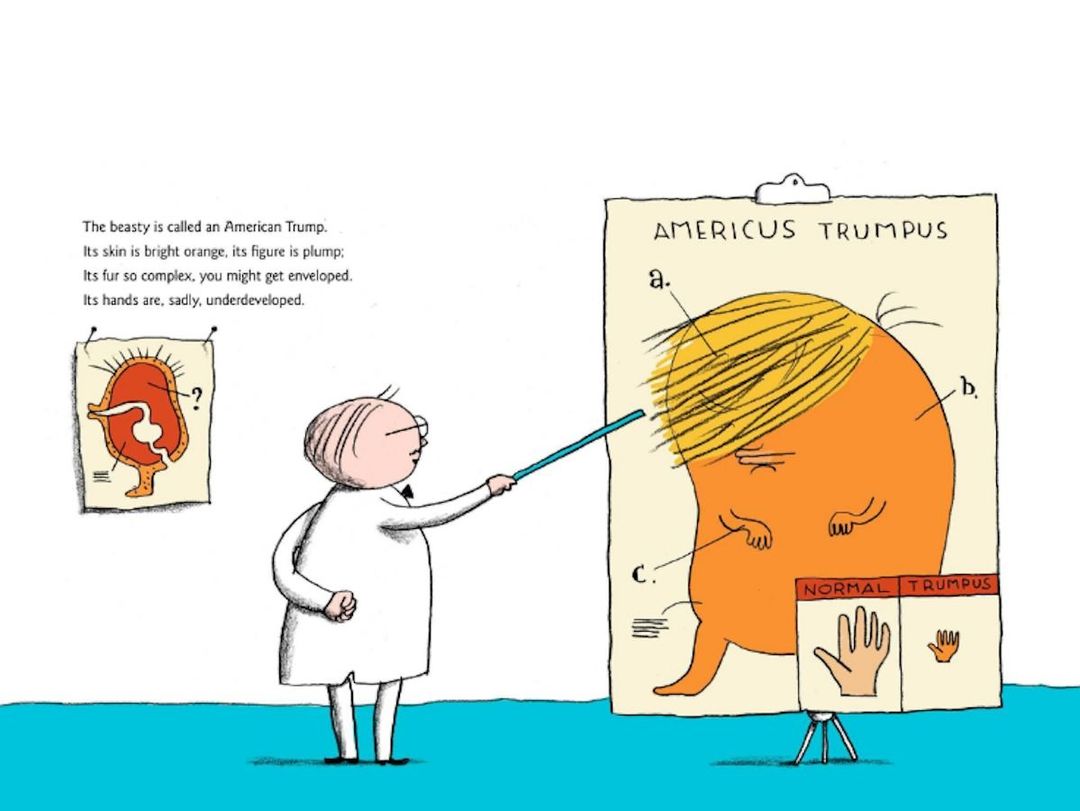 The beasty is called an American Trump.
Its skin is bright orange, its figure is plump;
Its fur so complex, you might get enveloped.
Its hands are, sadly, underdeveloped.
?
AMERICUS TRUMPUS
a.
b.
c.
NORMAL TRUMPUS